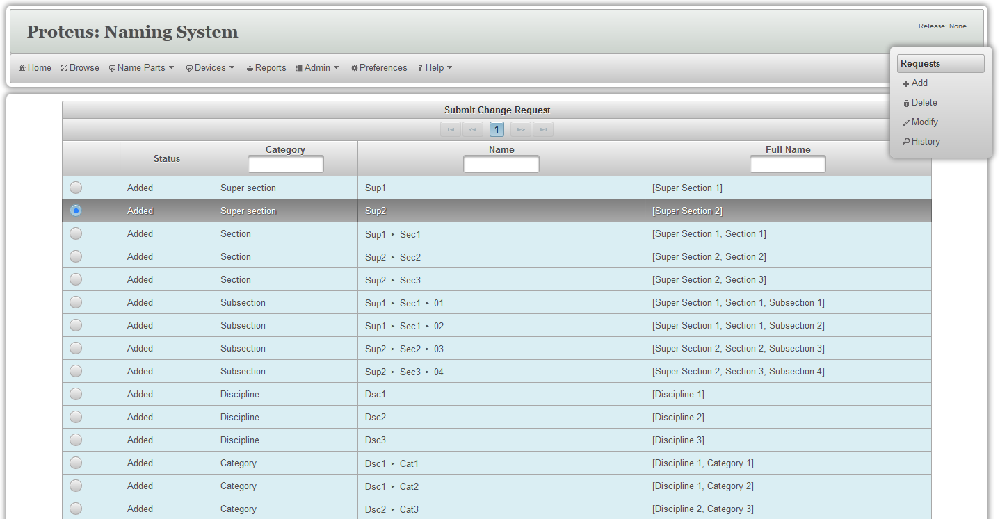 Proteus: Naming System
Release: None
Home Browse Name Parts Devices Reports Admin Preferences ? Help
Requests
Add
Delete
Modify
History
Submit Change Request
1
Status Category Name Full Name
Added Super section Sup1 [Super Section 1]
Added Super section Sup2 [Super Section 2]
Added Section Sup1 ▸ Sec1 [Super Section 1, Section 1]
Added Section Sup2 ▸ Sec2 [Super Section 2, Section 2]
Added Section Sup2 ▸ Sec3 [Super Section 2, Section 3]
Added Subsection Sup1 ▸ Sec1 ▸ 01 [Super Section 1, Section 1, Subsection 1]
Added Subsection Sup1 ▸ Sec1 ▸ 02 [Super Section 1, Section 1, Subsection 2]
Added Subsection Sup2 ▸ Sec2 ▸ 03 [Super Section 2, Section 2, Subsection 3]
Added Subsection Sup2 ▸ Sec3 ▸ 04 [Super Section 2, Section 3, Subsection 4]
Added Discipline Dsc1 [Discipline 1]
Added Discipline Dsc2 [Discipline 2]
Added Discipline Dsc3 [Discipline 3]
Added Category Dsc1 ▸ Cat1 [Discipline 1, Category 1]
Added Category Dsc1 ▸ Cat2 [Discipline 1, Category 2]
Added Category Dsc2 ▸ Cat3 [Discipline 2, Category 3]